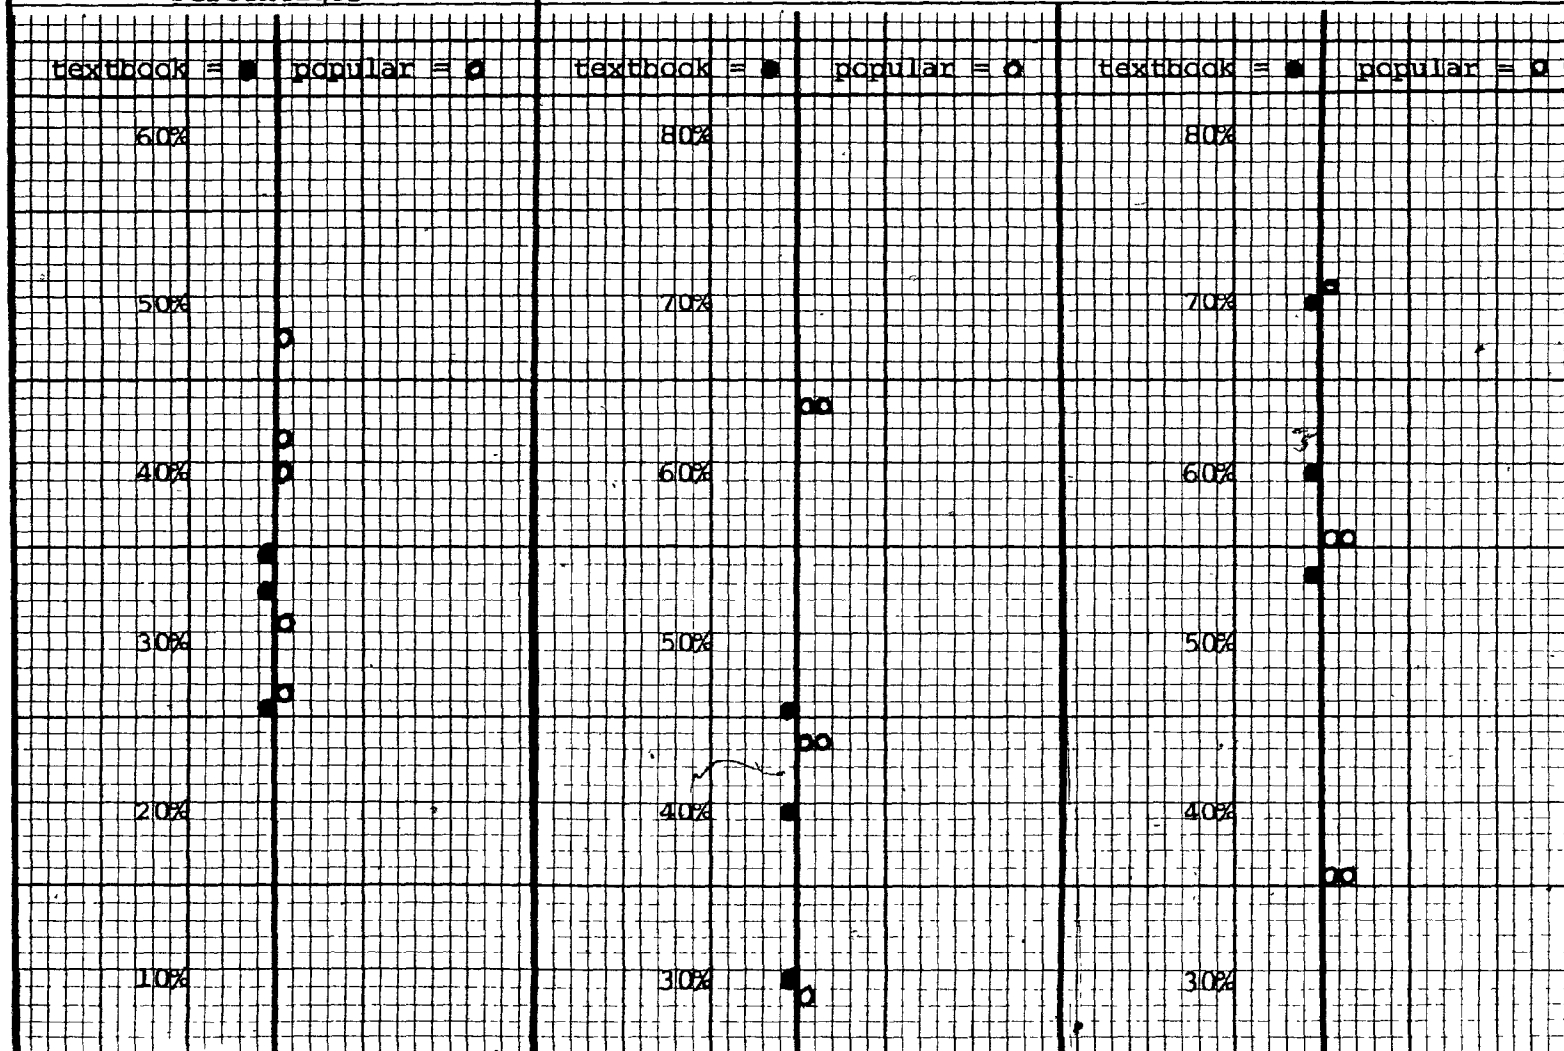 textbook = ● popular = o textbook = ● popular = o textbook = ● popular = o
60% 80% 80%
50% 70% 70%
40% 60% 60%
30% 50% 50%
20% 40% 40%
10% 30% 30%